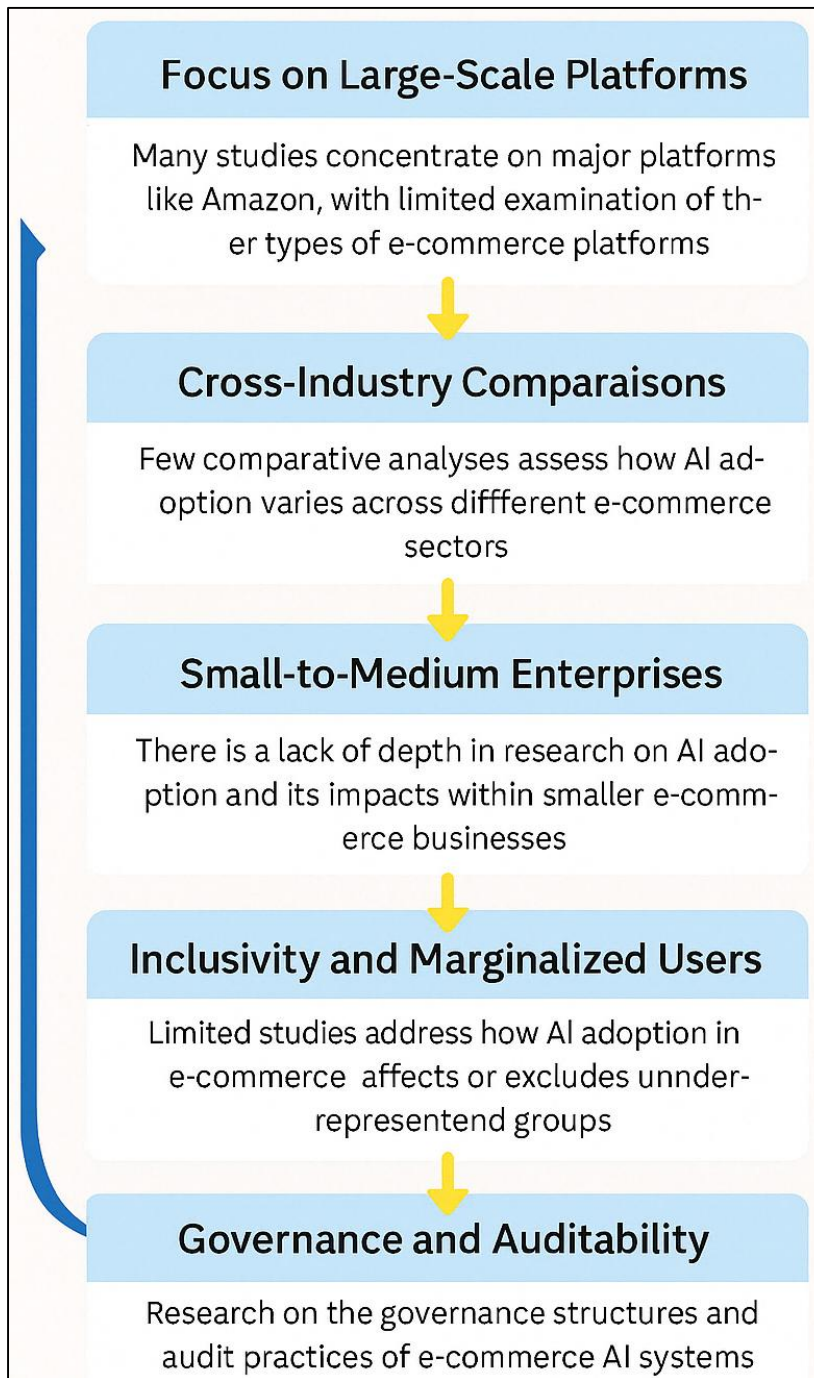 Focus on Large-Scale Platforms
Many studies concentrate on major platforms
like Amazon, with limited examination of th-
er types of e-commerce platforms
Cross-Industry Comparaisons
Few comparative analyses assess how AI ad-
option varies across diffferent e-commerce
sectors
Small-to-Medium Enterprises
There is a lack of depth in research on AI ado-
ption and its impacts within smaller e-comm-
erce businesses
Inclusivity and Marginalized Users
Limited studies address how AI adoption in
e-commerce affects or excludes unnder-
representend groups
Governance and Auditability
Research on the governance structures and
audit practices of e-commerce AI systems